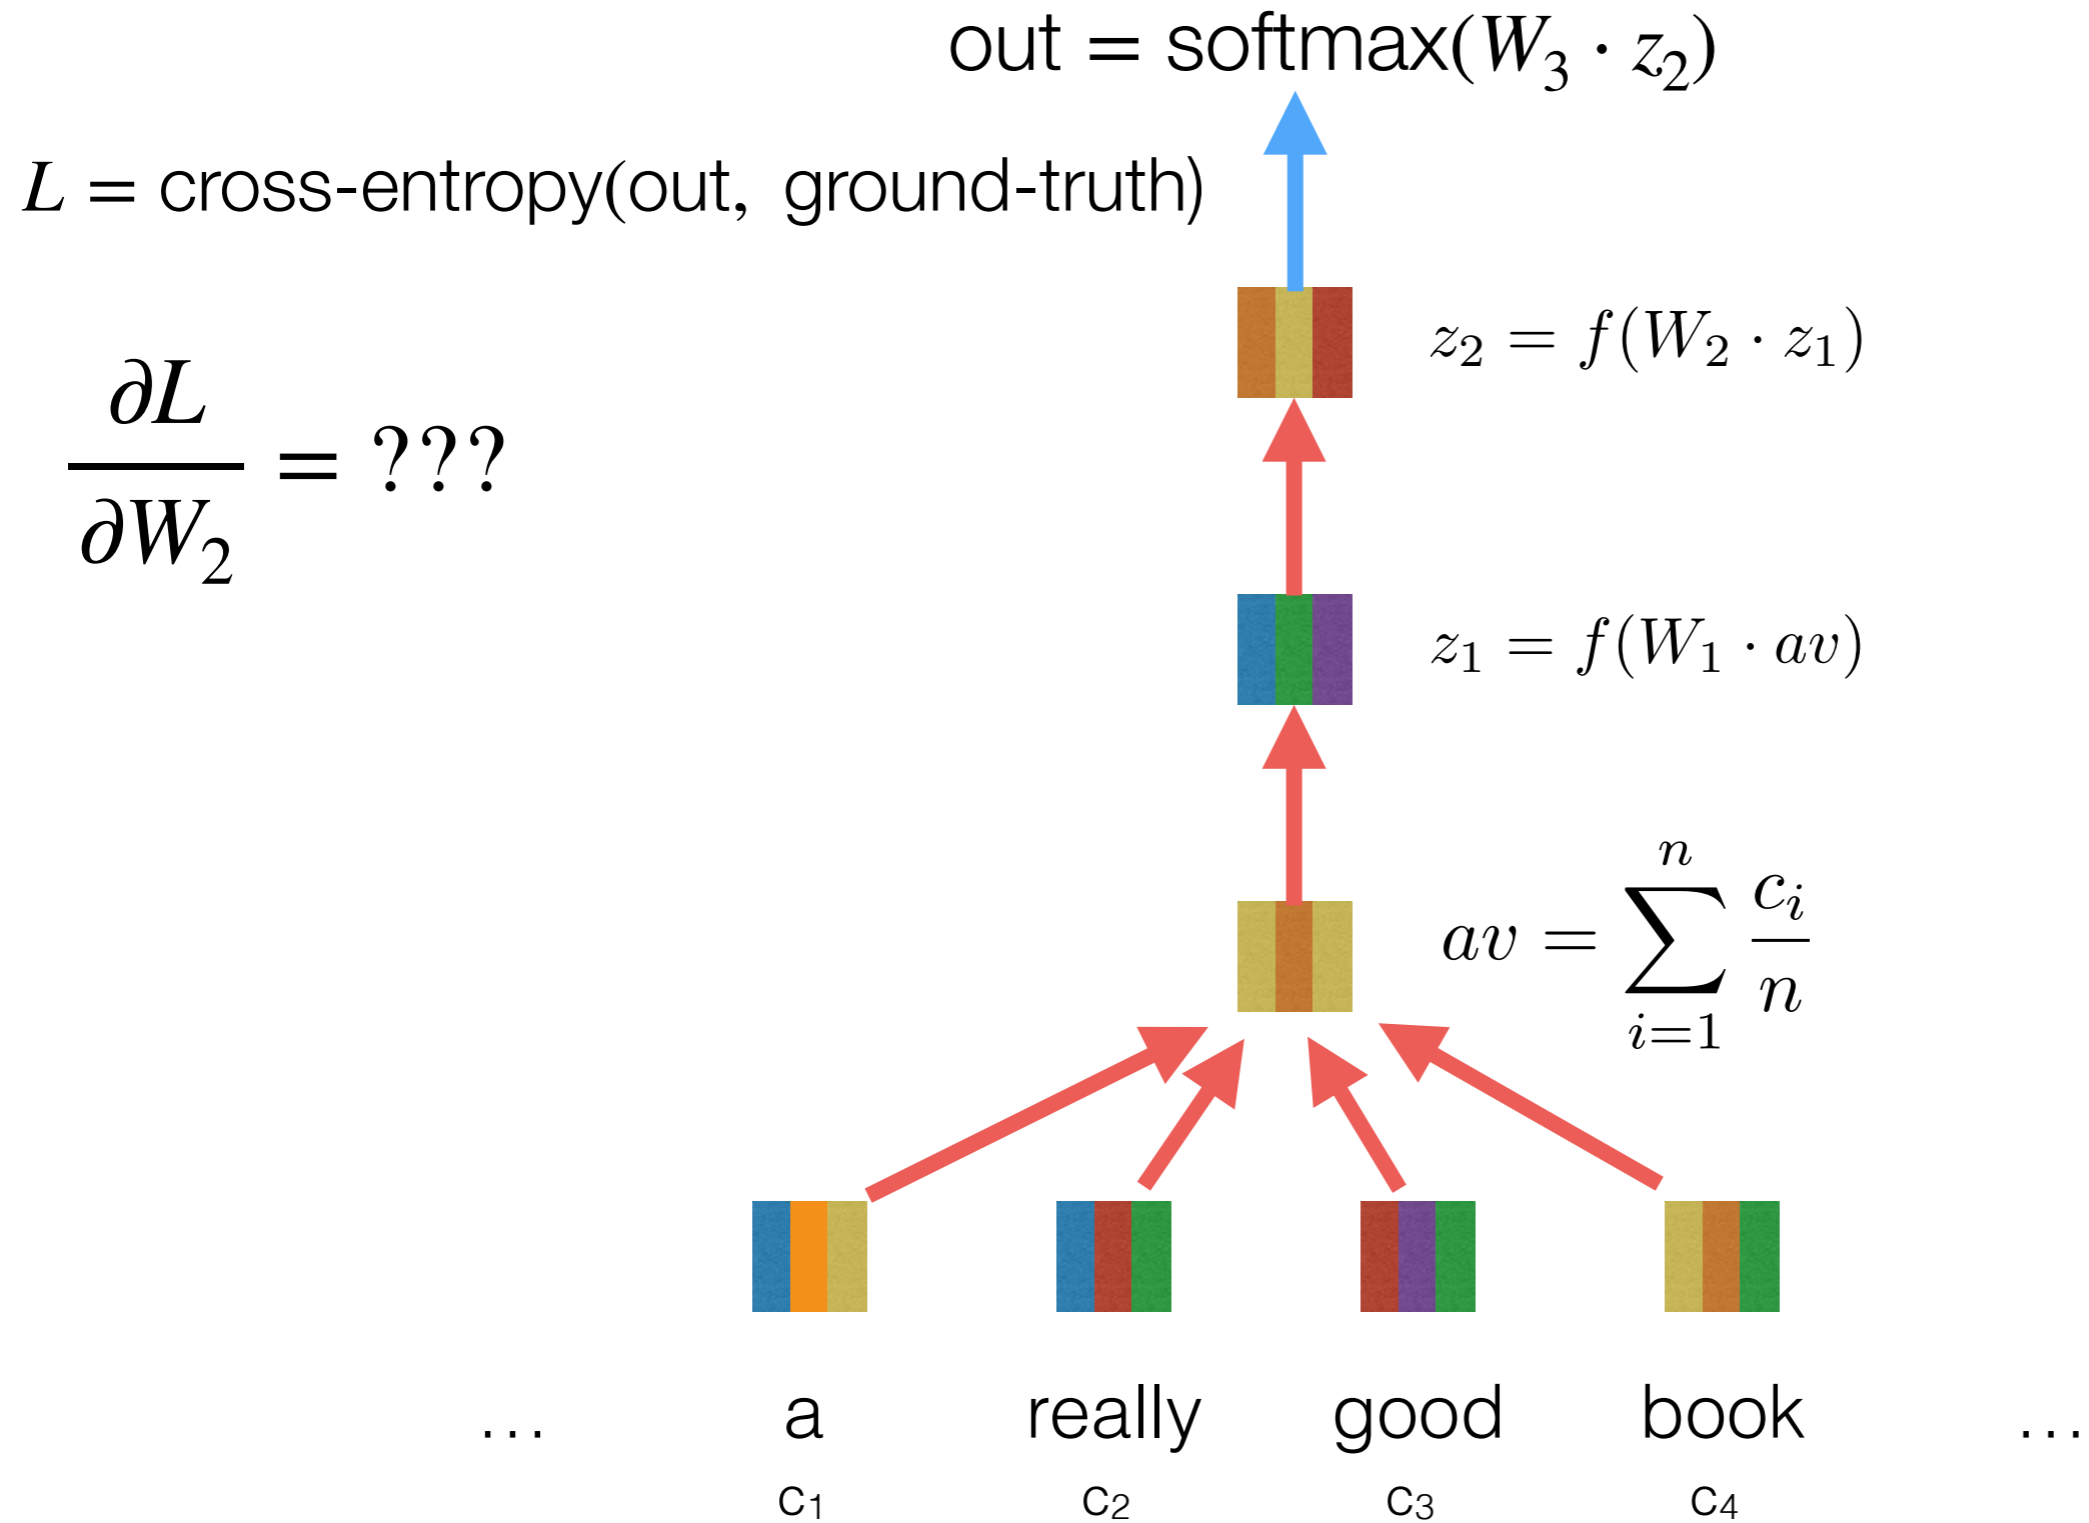 out = softmax(W₃ · z₂)
L = cross-entropy(out, ground-truth)
z₂ = f(W₂ · z₁)
∂L/∂W₂ = ???
z₁ = f(W₁ · av)
av = ∑ᵢ₌₁ⁿ cᵢ/n
... a really good book ...
c₁ c₂ c₃ c₄